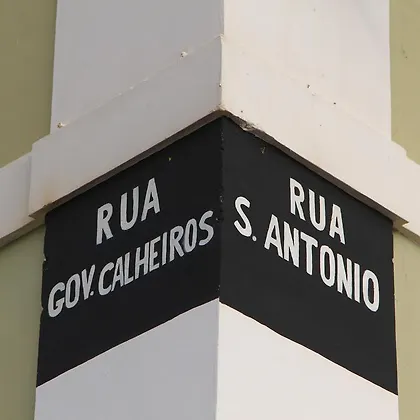 RUA
GOV. CALHEIROS
RUA
S. ANTONIO